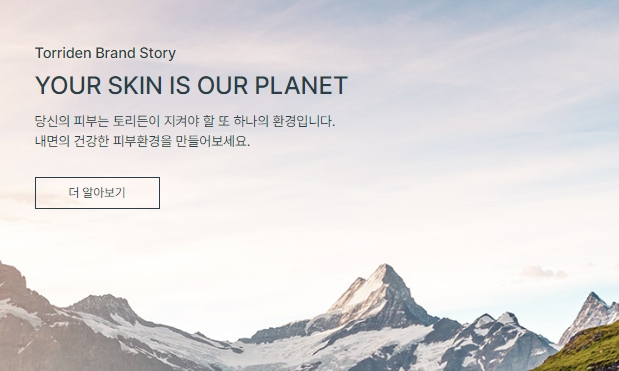 Torriden Brand Story
YOUR SKIN IS OUR PLANET
당신의 피부는 토리든이 지켜야 할 또 하나의 환경입니다.
내면의 건강한 피부환경을 만들어보세요.
더 알아보기